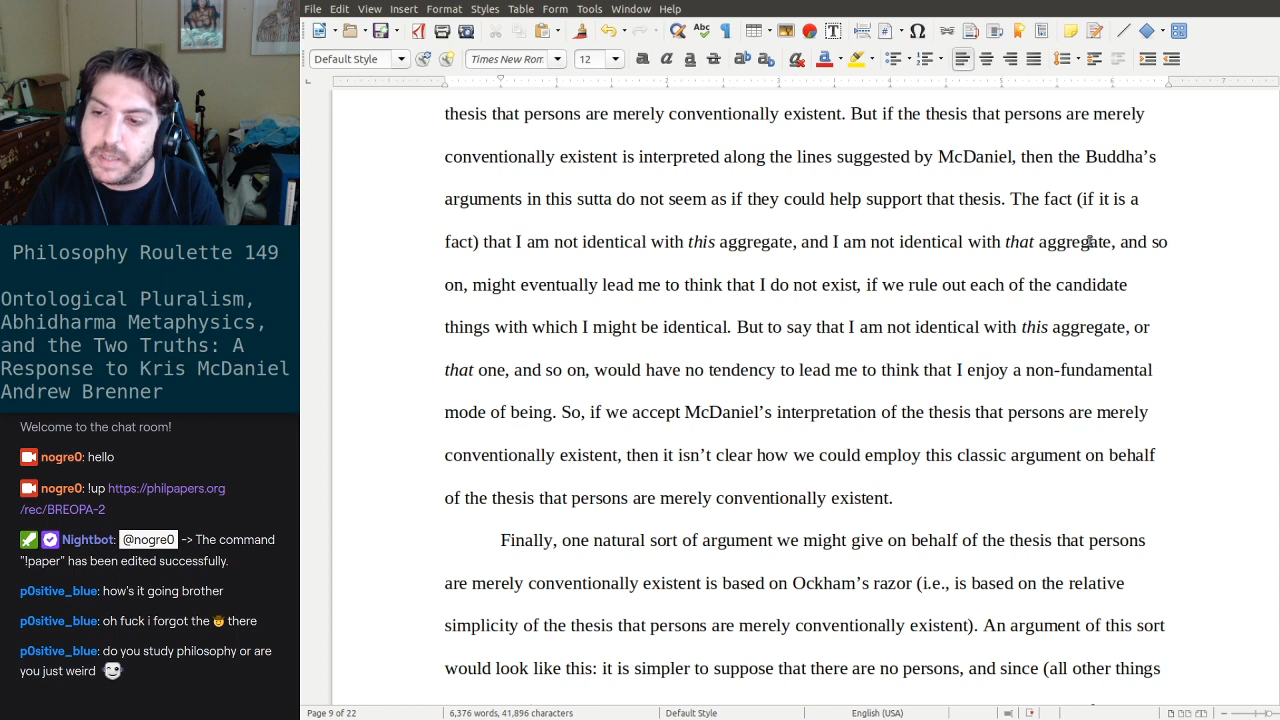 File Edit View Insert Format Styles Table Form Tools Window Help
Default Style
Times New Rom
12
thesis that persons are merely conventionally existent. But if the thesis that persons are merely
conventionally existent is interpreted along the lines suggested by McDaniel, then the Buddha's
arguments in this sutta do not seem as if they could help support that thesis. The fact (if it is a
fact) that I am not identical with this aggregate, and I am not identical with that aggregate, and so
on, might eventually lead me to think that I do not exist, if we rule out each of the candidate
things with which I might be identical. But to say that I am not identical with this aggregate, or
that one, and so on, would have no tendency to lead me to think that I enjoy a non-fundamental
mode of being. So, if we accept McDaniel's interpretation of the thesis that persons are merely
conventionally existent, then it isn't clear how we could employ this classic argument on behalf
of the thesis that persons are merely conventionally existent.
Finally, one natural sort of argument we might give on behalf of the thesis that persons
are merely conventionally existent is based on Ockham's razor (i.e., is based on the relative
simplicity of the thesis that persons are merely conventionally existent). An argument of this sort
would look like this: it is simpler to suppose that there are no persons, and since (all other things
Page 9 of 22
6,376 words, 41,896 characters
Default Style
English (USA)
Philosophy Roulette 149
Ontological Pluralism,
Abhidharma Metaphysics,
and the Two Truths: A
Response to Kris McDaniel
Andrew Brenner
Welcome to the chat room!
nogre0: hello
nogre0: !up https://philpapers.org
/rec/BREOPA-2
Nightbot: @nogre0 -> The command
"!paper" has been edited successfully.
p0sitive_blue: how's it going brother
p0sitive_blue: oh fuck i forgot the 🤠 there
p0sitive_blue: do you study philosophy or are
you just weird